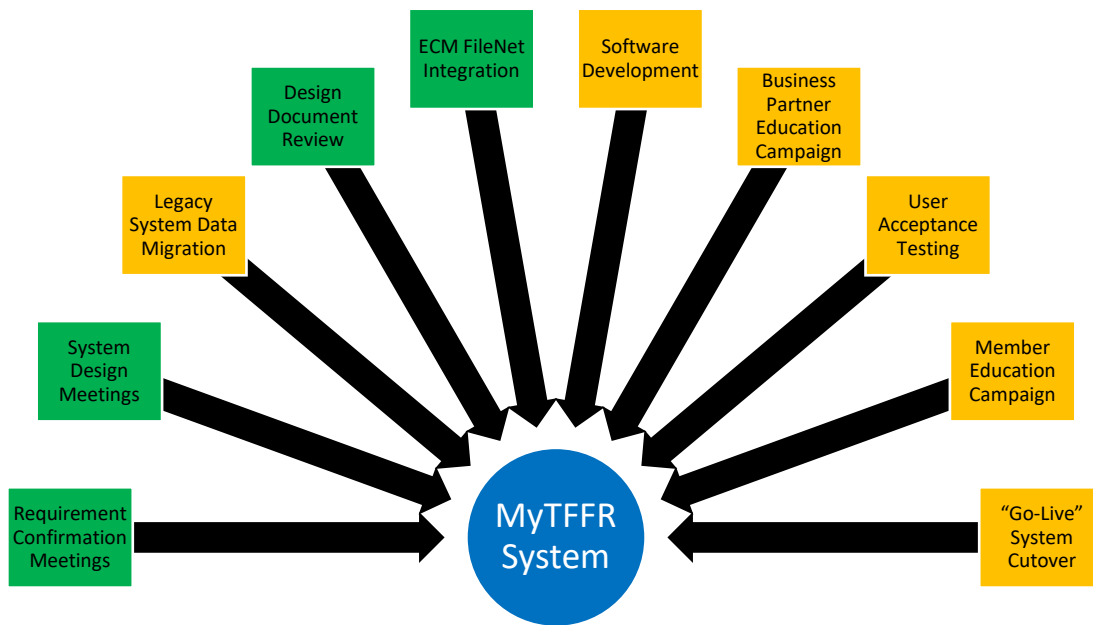 ECM FileNet
Integration
Software
Development
Design
Document
Review
Business
Partner
Education
Campaign
Legacy
System Data
Migration
User
Acceptance
Testing
System
Design
Meetings
Member
Education
Campaign
Requirement
Confirmation
Meetings
MyTFFR
System
“Go-Live”
System
Cutover